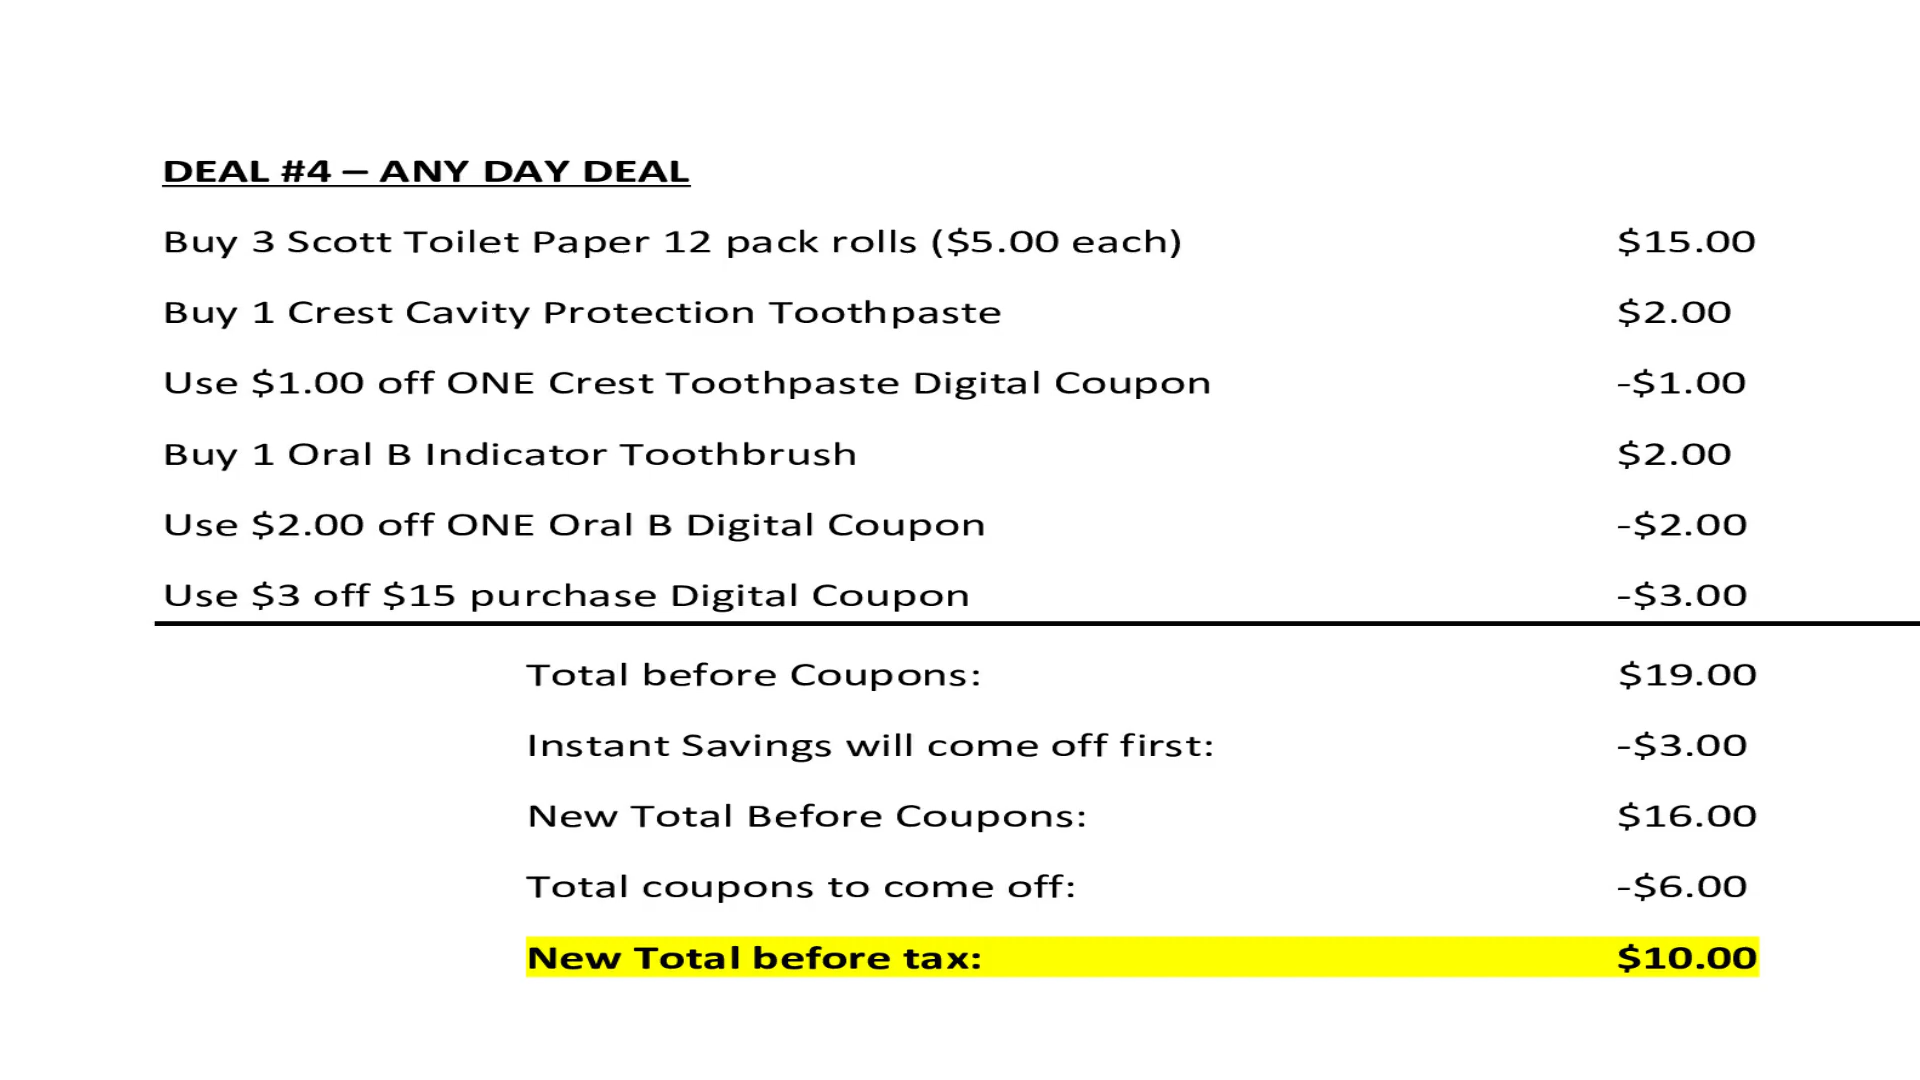 DEAL #4 – ANY DAY DEAL
Buy 3 Scott Toilet Paper 12 pack rolls ($5.00 each) $15.00
Buy 1 Crest Cavity Protection Toothpaste $2.00
Use $1.00 off ONE Crest Toothpaste Digital Coupon -$1.00
Buy 1 Oral B Indicator Toothbrush $2.00
Use $2.00 off ONE Oral B Digital Coupon -$2.00
Use $3 off $15 purchase Digital Coupon -$3.00
Total before Coupons: $19.00
Instant Savings will come off first: -$3.00
New Total Before Coupons: $16.00
Total coupons to come off: -$6.00
New Total before tax: $10.00